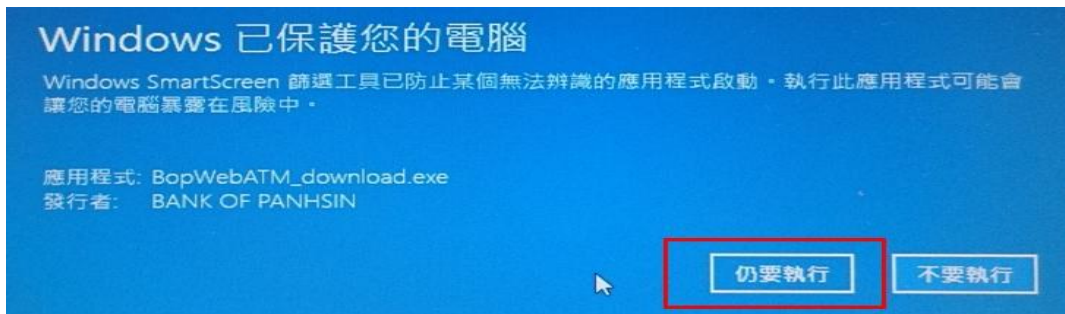 Windows 已保護您的電腦
Windows SmartScreen 篩選工具已防止某個無法辨識的應用程式啟動。執行此應用程式可能會
讓您的電腦暴露在風險中。
應用程式: BopWebATM_download.exe
發行者: BANK OF PANHSIN
仍要執行 不要執行